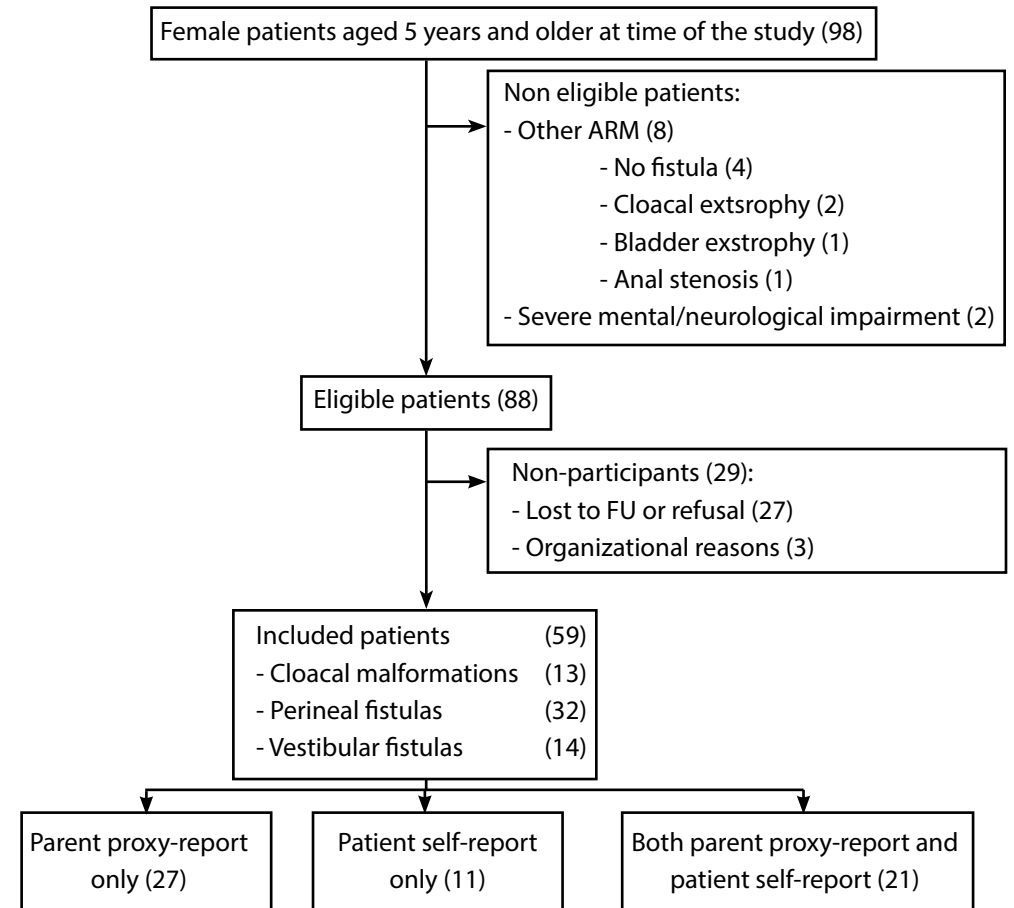 Female patients aged 5 years and older at time of the study (98)
Non eligible patients:
- Other ARM (8)
- No fistula (4)
- Cloacal extsrophy (2)
- Bladder exstrophy (1)
- Anal stenosis (1)
- Severe mental/neurological impairment (2)
Eligible patients (88)
Non-participants (29):
- Lost to FU or refusal (27)
- Organizational reasons (3)
Included patients (59)
- Cloacal malformations (13)
- Perineal fistulas (32)
- Vestibular fistulas (14)
Parent proxy-report
only (27)
Patient self-report
only (11)
Both parent proxy-report and
patient self-report (21)